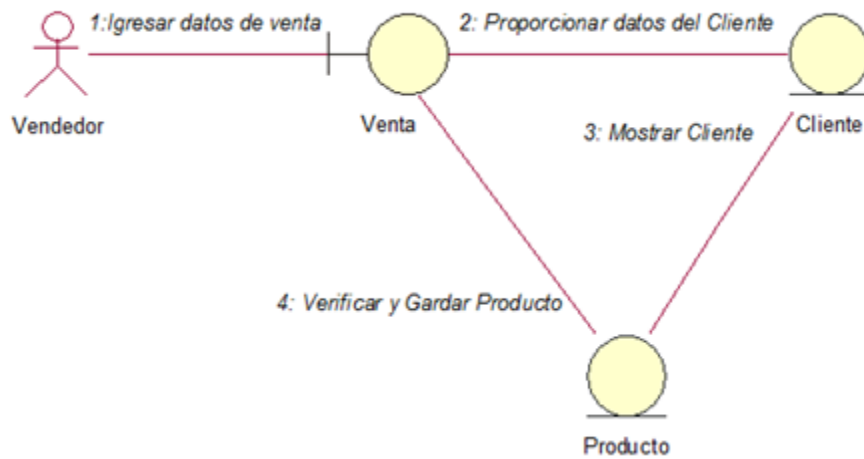 1:Igresar datos de venta
2: Proporcionar datos del Cliente
Vendedor
Venta
Cliente
3: Mostrar Cliente
4: Verificar y Gardar Producto
Producto